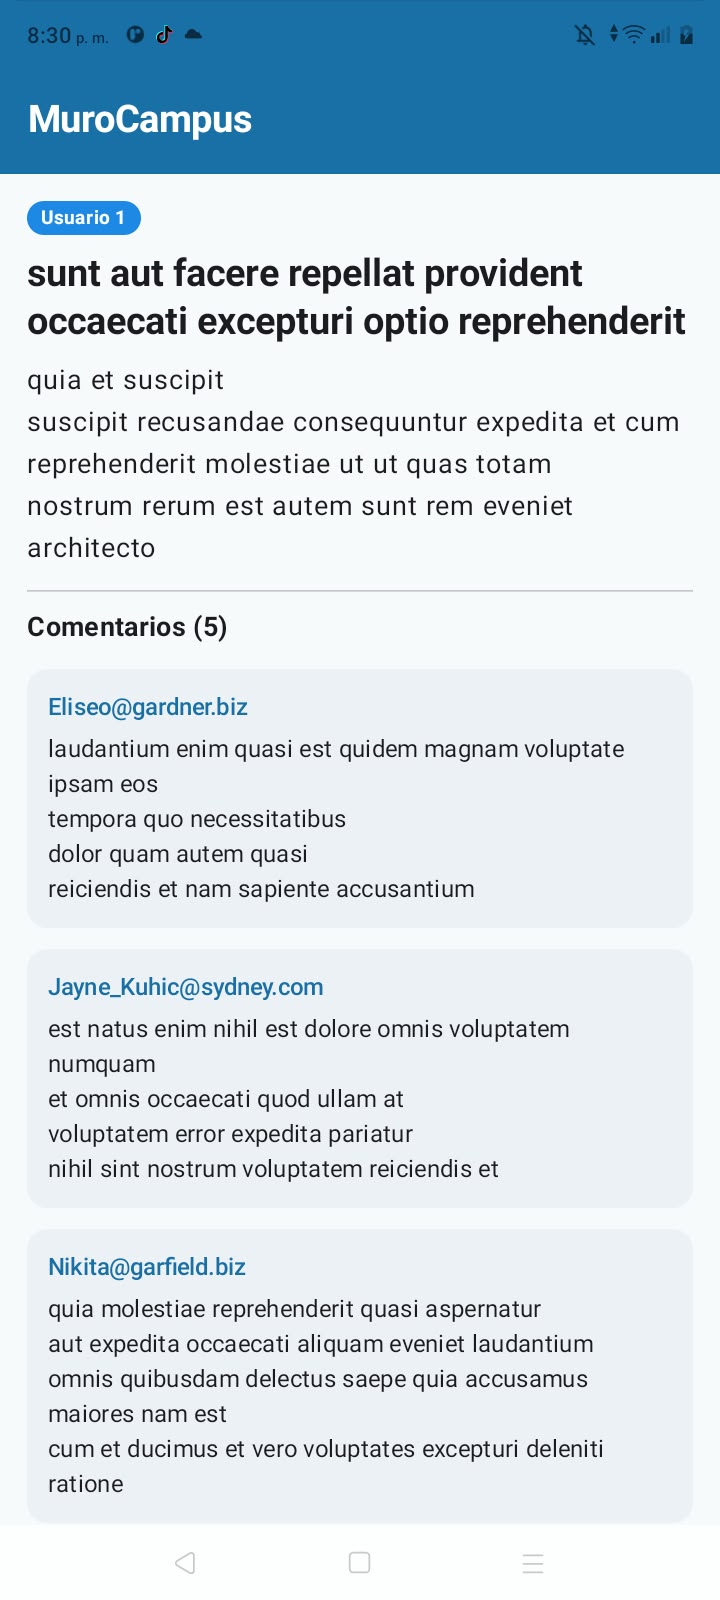 8:30 p. m.
MuroCampus
Usuario 1
sunt aut facere repellat provident
occaecati excepturi optio reprehenderit
quia et suscipit
suscipit recusandae consequuntur expedita et cum
reprehenderit molestiae ut ut quas totam
nostrum rerum est autem sunt rem eveniet
architecto
Comentarios (5)
Eliseo@gardner.biz
laudantium enim quasi est quidem magnam voluptate
ipsam eos
tempora quo necessitatibus
dolor quam autem quasi
reiciendis et nam sapiente accusantium
Jayne_Kuhic@sydney.com
est natus enim nihil est dolore omnis voluptatem
numquam
et omnis occaecati quod ullam at
voluptatem error expedita pariatur
nihil sint nostrum voluptatem reiciendis et
Nikita@garfield.biz
quia molestiae reprehenderit quasi aspernatur
aut expedita occaecati aliquam eveniet laudantium
omnis quibusdam delectus saepe quia accusamus
maiores nam est
cum et ducimus et vero voluptates excepturi deleniti
ratione